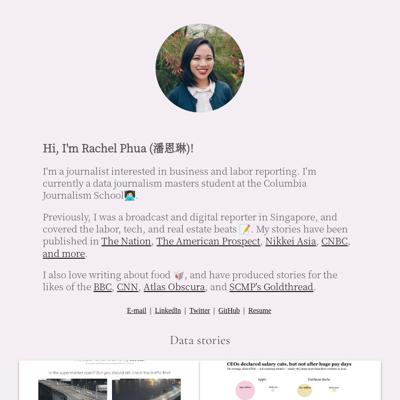 Hi, I'm Rachel Phua (潘恩琳)!
I'm a journalist interested in business and labor reporting. I'm
currently a data journalism masters student at the Columbia
Journalism School👩🏻‍💻.
Previously, I was a broadcast and digital reporter in Singapore, and
covered the labor, tech, and real estate beats 📝. My stories have been
published in The Nation, The American Prospect, Nikkei Asia, CNBC,
and more.
I also love writing about food 🥡, and have produced stories for the
likes of the BBC, CNN, Atlas Obscura, and SCMP's Goldthread.
E-mail | LinkedIn | Twitter | GitHub | Resume
Data stories
Is the supermarket open? But you should still check the traffic first
CEOs declared salary cuts, but not after huge pay days
Apple
Goldman Sachs